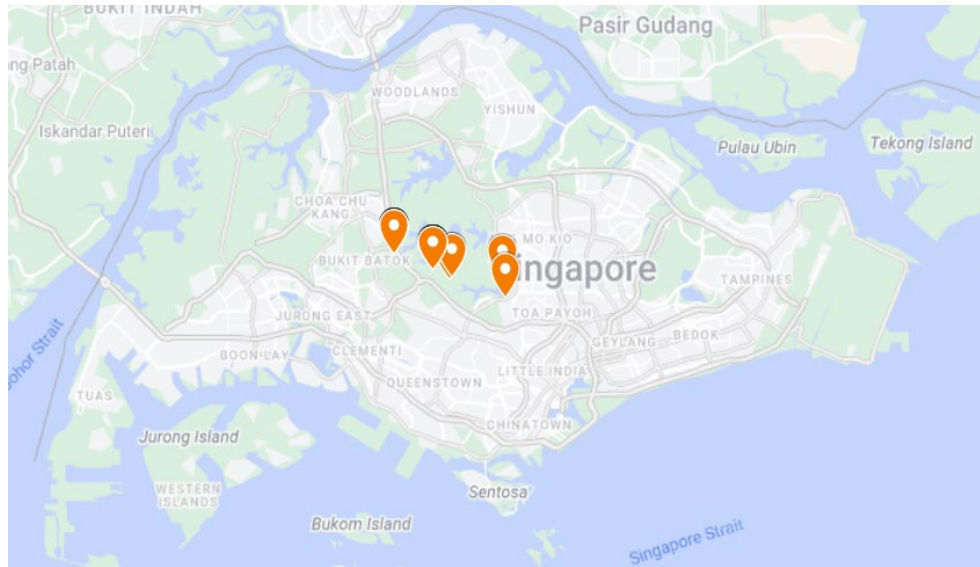 BUKIT INDAH
Pasir Gudang
ng Patah
WOODLANDS
YISHUN
Iskandar Puteri
Pulau Ubin
Tekong Island
CHOA CHU
KANG
MO KIO
BUKIT BATOK
ingapore
TAMPINES
JURONG EAST
TOA PAYOH
BEDOK
GEYLANG
BOON LAY
CLEMENTI
LITTLE INDIA
QUEENSTOWN
ohor Strait
TUAS
CHINATOWN
Jurong Island
WESTERN
ISLANDS
Sentosa
Bukom Island
Singapore Strait